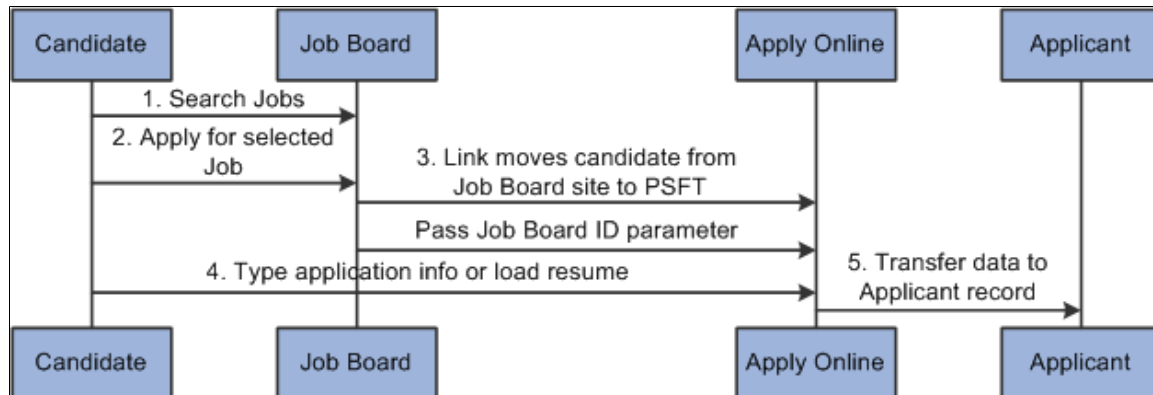 Candidate
Job Board
Apply Online
Applicant
1. Search Jobs
2. Apply for selected
Job
3. Link moves candidate from
Job Board site to PSFT
Pass Job Board ID parameter
4. Type application info or load resume
5. Transfer data to
Applicant record
Candidate
Job Board
Apply Online
Applicant